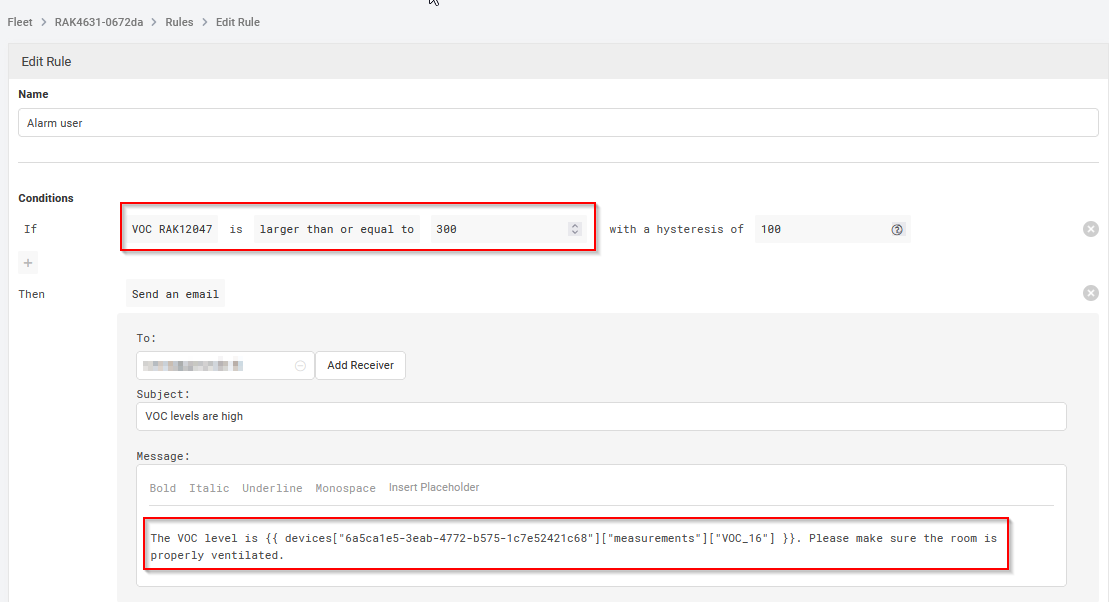 Fleet > RAK4631-0672da > Rules > Edit Rule
Edit Rule
Name
Alarm user
Conditions
If VOC RAK12047 is larger than or equal to 300 with a hysteresis of 100
+
Then Send an email
To:
Add Receiver
Subject:
VOC levels are high
Message:
Bold Italic Underline Monospace Insert Placeholder
The VOC level is {{ devices["6a5ca1e5-3eab-4772-b575-1c7e52421c68"]["measurements"]["VOC_16"] }}. Please make sure the room is
properly ventilated.